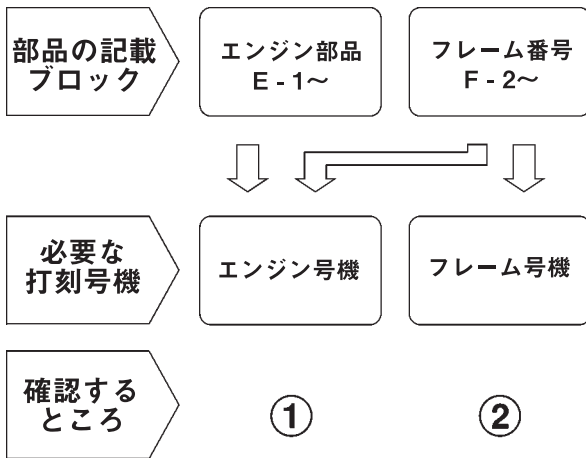 部品の記載
ブロック
エンジン部品
E - 1～
フレーム番号
F - 2～
必要な
打刻号機
エンジン号機
フレーム号機
確認する
ところ
①
②